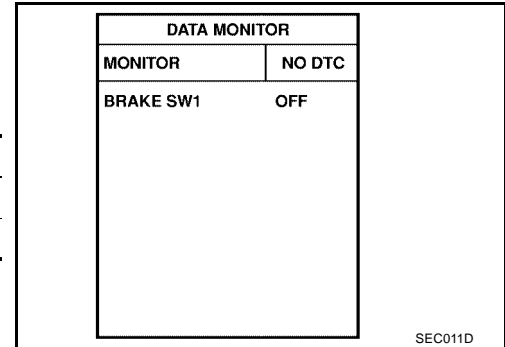 DATA MONITOR
MONITOR NO DTC
BRAKE SW1 OFF
SEC011D